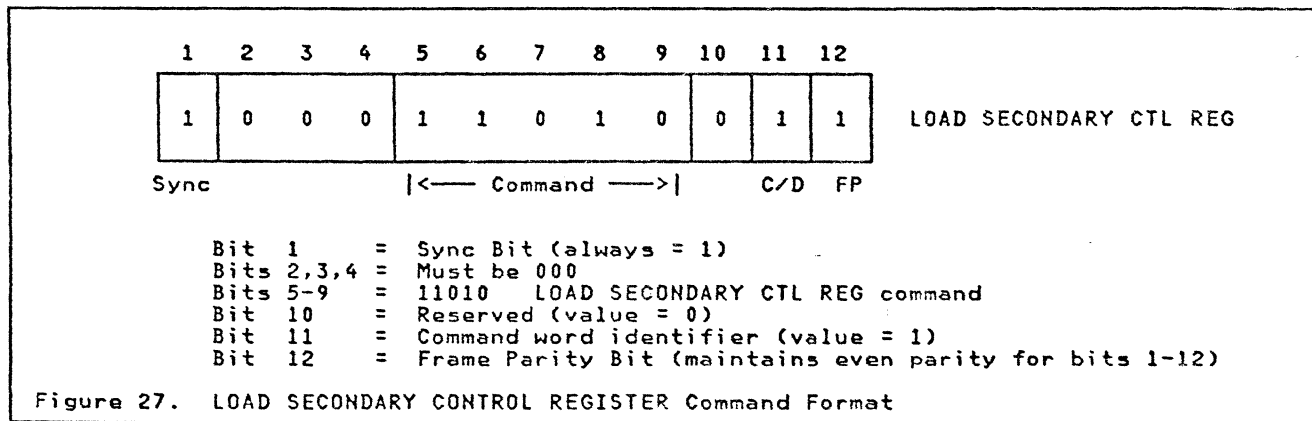 1 2 3 4 5 6 7 8 9 10 11 12
1 0 0 0 1 1 0 1 0 0 1 1 LOAD SECONDARY CTL REG
Sync |<—— Command ——>| C/D FP
Bit 1 = Sync Bit (always = 1)
Bits 2,3,4 = Must be 000
Bits 5-9 = 11010 LOAD SECONDARY CTL REG command
Bit 10 = Reserved (value = 0)
Bit 11 = Command word identifier (value = 1)
Bit 12 = Frame Parity Bit (maintains even parity for bits 1-12)
Figure 27. LOAD SECONDARY CONTROL REGISTER Command Format